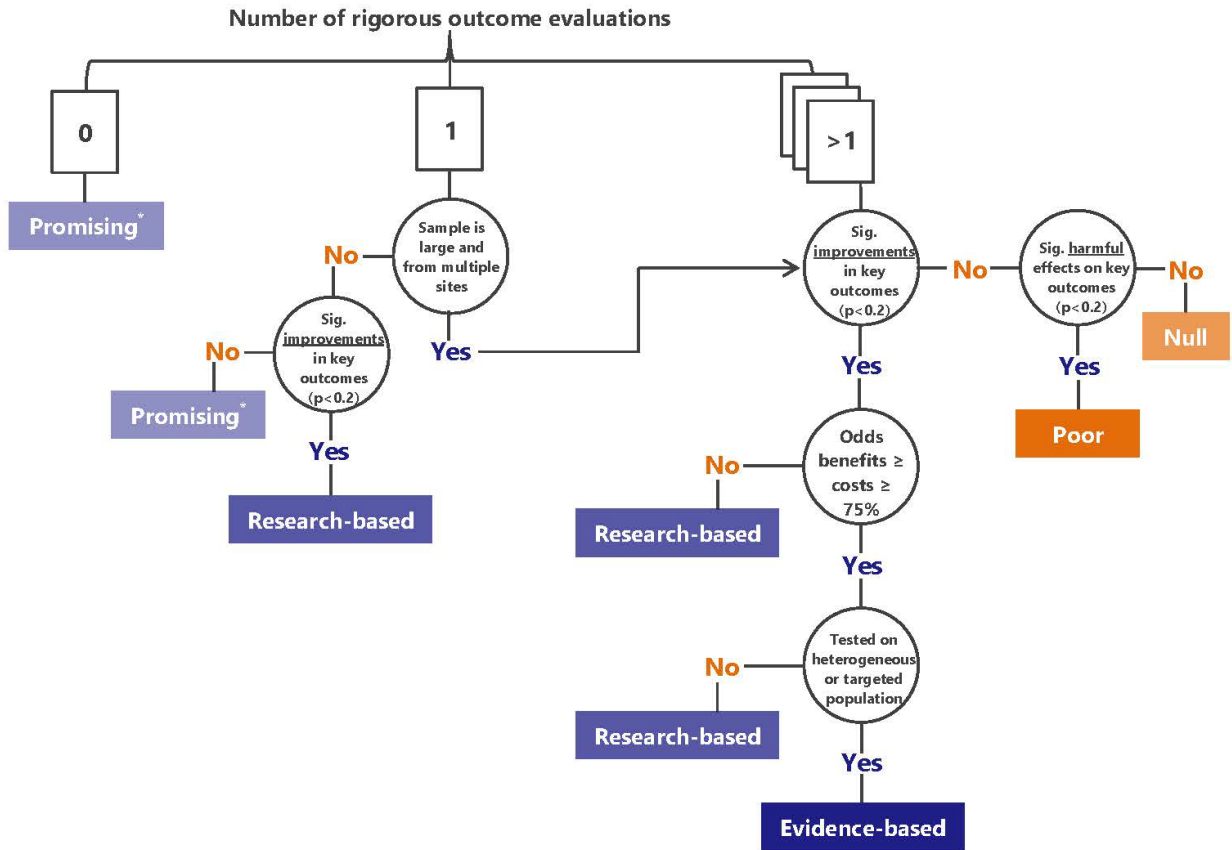 Number of rigorous outcome evaluations
0
1
>1
Promising*
Sample is
large and
from multiple
sites
No
Yes
Sig.
improvements
in key
outcomes
(p<0.2)
No
Promising*
Yes
Research-based
Sig.
improvements
in key
outcomes
(p<0.2)
No
Sig. harmful
effects on key
outcomes
(p<0.2)
No
Null
Yes
Poor
Yes
Odds
benefits ≥
costs ≥
75%
No
Research-based
Yes
Tested on
heterogeneous
or targeted
population
No
Research-based
Yes
Evidence-based